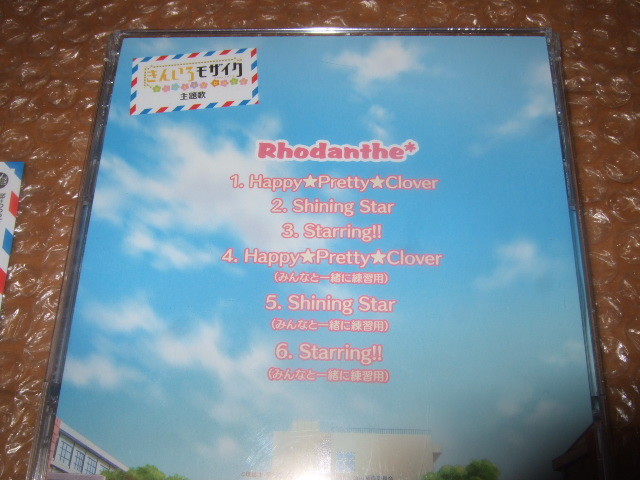 きんいろモザイク
主題歌
Rhodanthe*
1. Happy★Pretty★Clover
2. Shining Star
3. Starring!!
4. Happy★Pretty★Clover
(みんなと一緒に練習用)
5. Shining Star
(みんなと一緒に練習用)
6. Starring!!
(みんなと一緒に練習用)